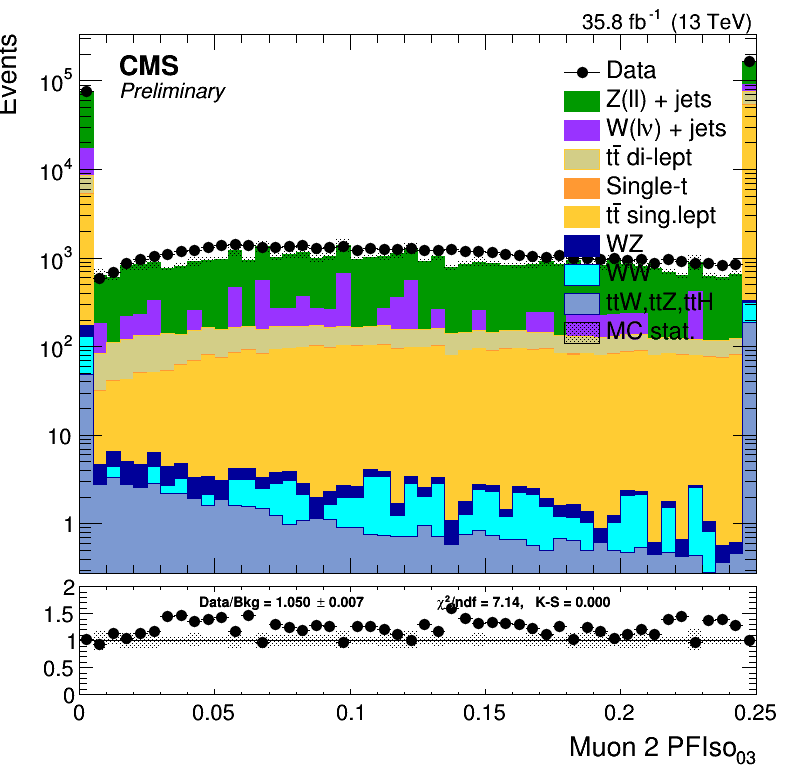 35.8 fb⁻¹ (13 TeV)
Events
CMS
Preliminary
Data
Z(ll) + jets
W(lν) + jets
tt̄ di-lept
Single-t
tt̄ sing.lept
WZ
WW
ttW,ttZ,ttH
MC stat.
10⁵
10⁴
10³
10²
10
1
Data/Bkg = 1.050 ± 0.007
χ²/ndf = 7.14, K-S = 0.000
2
1.5
1
0.5
0
0 0.05 0.1 0.15 0.2 0.25
Muon 2 PFIso₀₃